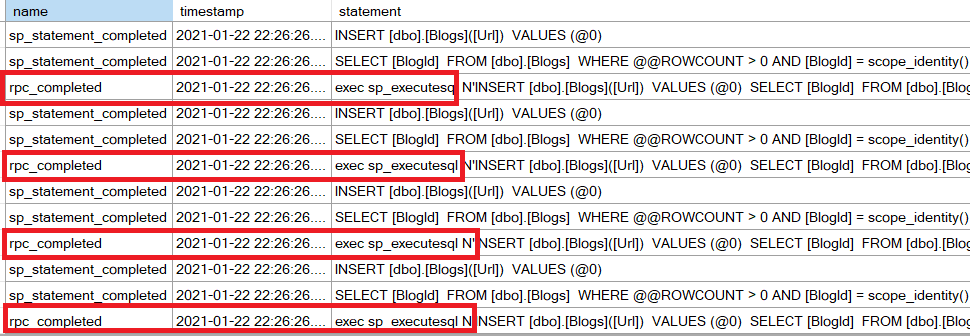 name timestamp statement
sp_statement_completed 2021-01-22 22:26:26.... INSERT [dbo].[Blogs]([Url]) VALUES (@0)
sp_statement_completed 2021-01-22 22:26:26.... SELECT [BlogId] FROM [dbo].[Blogs] WHERE @@ROWCOUNT > 0 AND [BlogId] = scope_identity()
rpc_completed 2021-01-22 22:26:26.... exec sp_executesql N'INSERT [dbo].[Blogs]([Url]) VALUES (@0) SELECT [BlogId] FROM [dbo].[Blog
sp_statement_completed 2021-01-22 22:26:26.... INSERT [dbo].[Blogs]([Url]) VALUES (@0)
sp_statement_completed 2021-01-22 22:26:26.... SELECT [BlogId] FROM [dbo].[Blogs] WHERE @@ROWCOUNT > 0 AND [BlogId] = scope_identity()
rpc_completed 2021-01-22 22:26:26.... exec sp_executesql N'INSERT [dbo].[Blogs]([Url]) VALUES (@0) SELECT [BlogId] FROM [dbo].[Blog
sp_statement_completed 2021-01-22 22:26:26.... INSERT [dbo].[Blogs]([Url]) VALUES (@0)
sp_statement_completed 2021-01-22 22:26:26.... SELECT [BlogId] FROM [dbo].[Blogs] WHERE @@ROWCOUNT > 0 AND [BlogId] = scope_identity()
rpc_completed 2021-01-22 22:26:26.... exec sp_executesql N'INSERT [dbo].[Blogs]([Url]) VALUES (@0) SELECT [BlogId] FROM [dbo].[Blog
sp_statement_completed 2021-01-22 22:26:26.... INSERT [dbo].[Blogs]([Url]) VALUES (@0)
sp_statement_completed 2021-01-22 22:26:26.... SELECT [BlogId] FROM [dbo].[Blogs] WHERE @@ROWCOUNT > 0 AND [BlogId] = scope_identity()
rpc_completed 2021-01-22 22:26:26.... exec sp_executesql N'INSERT [dbo].[Blogs]([Url]) VALUES (@0) SELECT [BlogId] FROM [dbo].[Blog